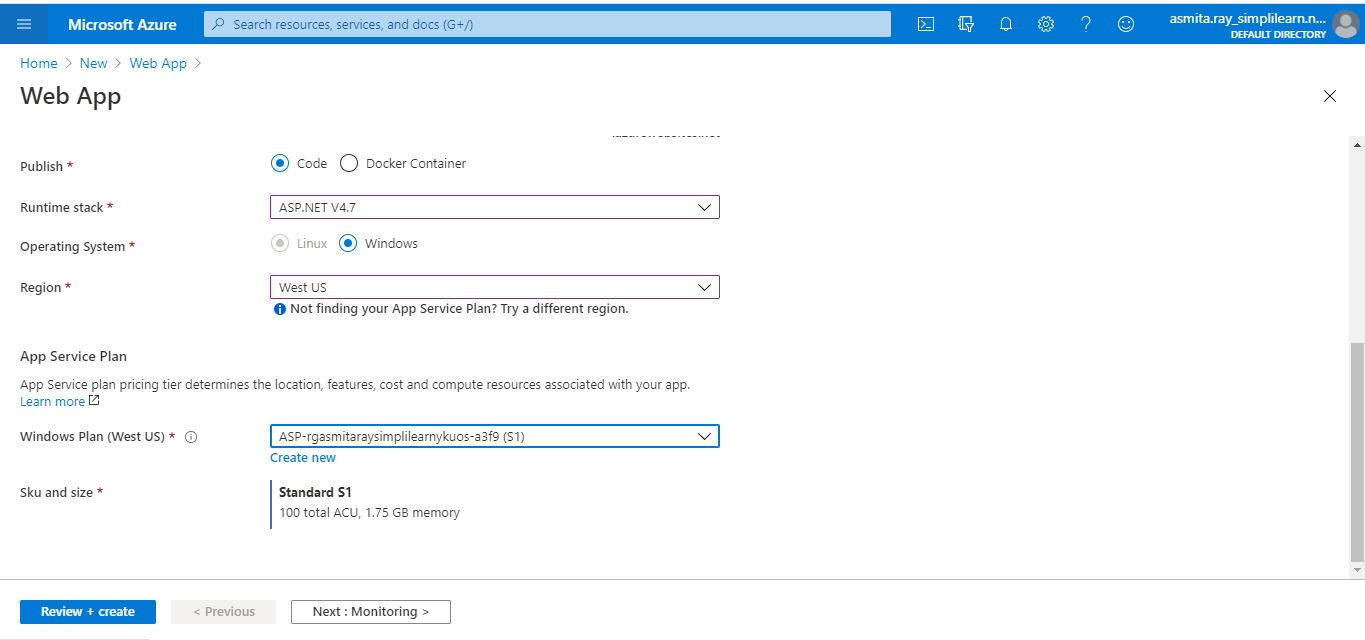 Microsoft Azure
Search resources, services, and docs (G+/)
asmita.ray_simplilearn.n...
DEFAULT DIRECTORY
Home > New > Web App >
Web App
Publish *
Code
Docker Container
Runtime stack *
ASP.NET V4.7
Operating System *
Linux
Windows
Region *
West US
Not finding your App Service Plan? Try a different region.
App Service Plan
App Service plan pricing tier determines the location, features, cost and compute resources associated with your app.
Learn more
Windows Plan (West US) *
ASP-rgasmitaraysimplilearnykuos-a3f9 (S1)
Create new
Sku and size *
Standard S1
100 total ACU, 1.75 GB memory
Review + create
< Previous
Next : Monitoring >